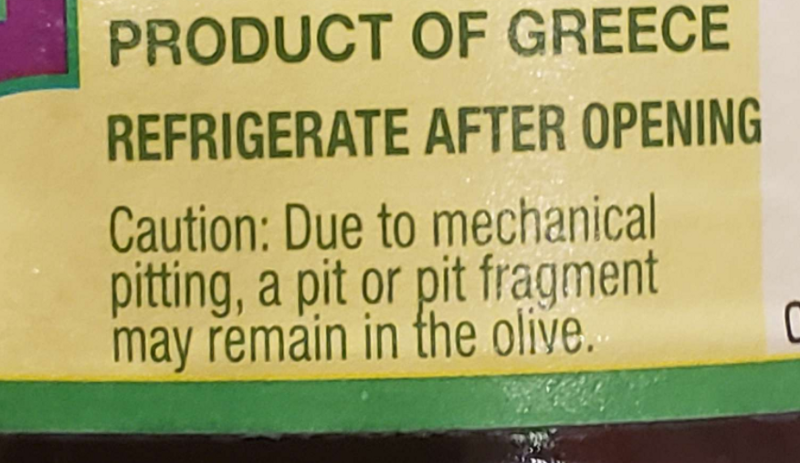 PRODUCT OF GREECE
REFRIGERATE AFTER OPENING
Caution: Due to mechanical
pitting, a pit or pit fragment
may remain in the olive.